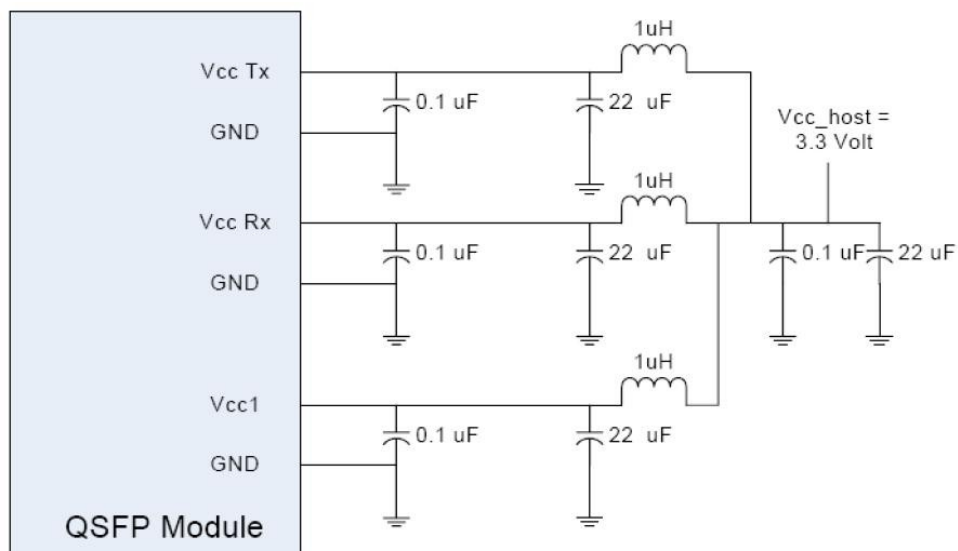 1uH
Vcc Tx
0.1 uF
22 uF
GND
Vcc_host =
3.3 Volt
1uH
Vcc Rx
0.1 uF
22 uF
0.1 uF
22 uF
GND
1uH
Vcc1
0.1 uF
22 uF
GND
QSFP Module